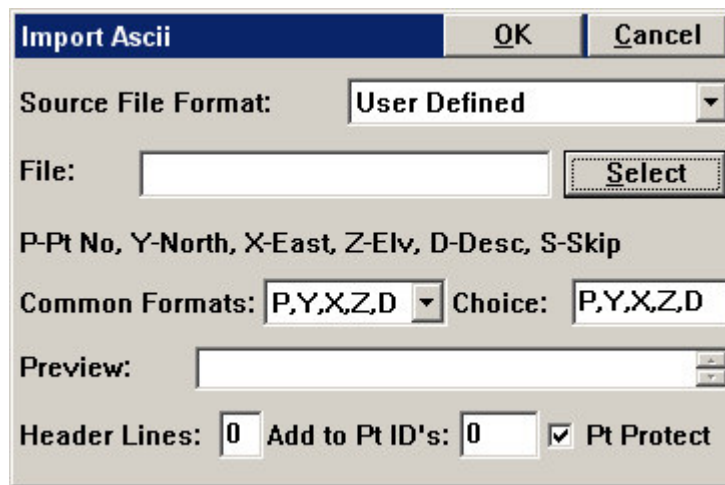 Import Ascii OK Cancel
Source File Format: User Defined
File: Select
P-Pt No, Y-North, X-East, Z-Elv, D-Desc, S-Skip
Common Formats: P,Y,X,Z,D Choice: P,Y,X,Z,D
Preview:
Header Lines: 0 Add to Pt ID's: 0 Pt Protect